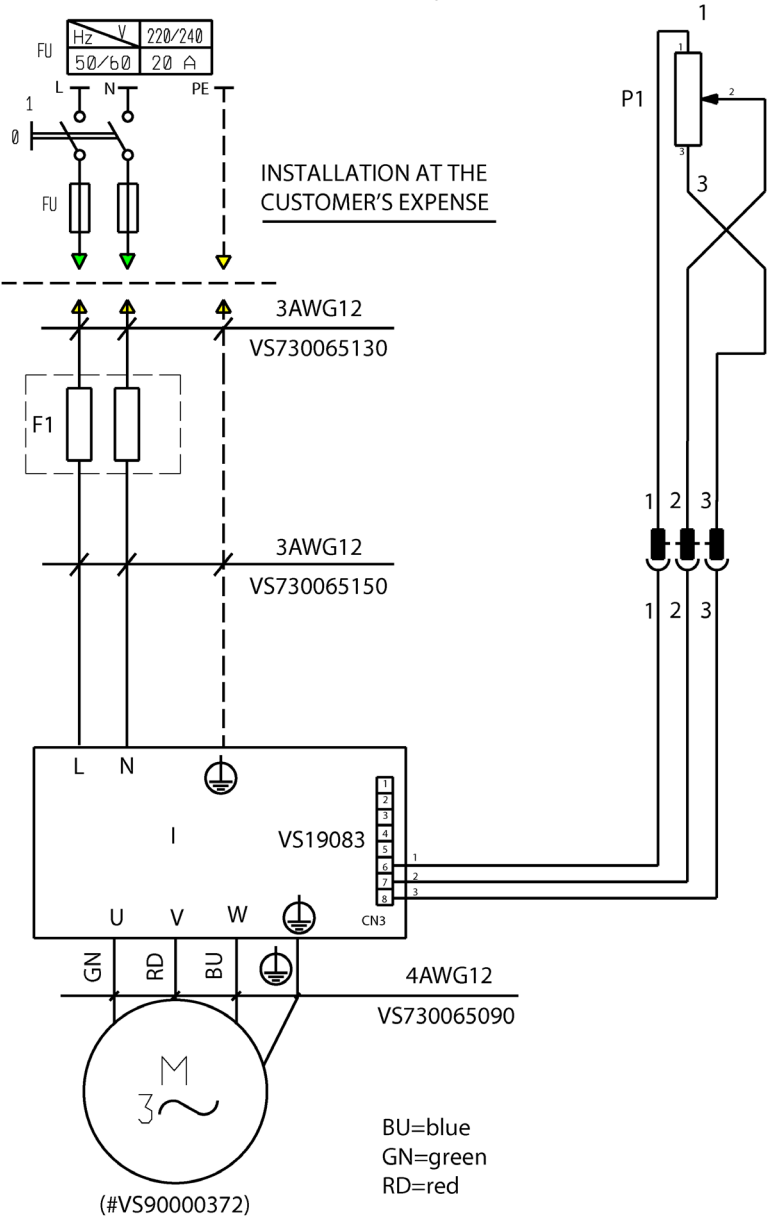 1
Hz V 220/240
FU
50/60 20 A
L N PE
1
1
P1
2
0
3
INSTALLATION AT THE
3
FU
CUSTOMER'S EXPENSE
3AWG12
VS730065130
F1
1 2 3
3AWG12
VS730065150
1 2 3
L N
1
2
3
I
VS19083
4
5
6 1
7 2
8 3
U V W
CN3
GN RD BU
4AWG12
VS730065090
M
3
BU=blue
GN=green
RD=red
(#VS90000372)